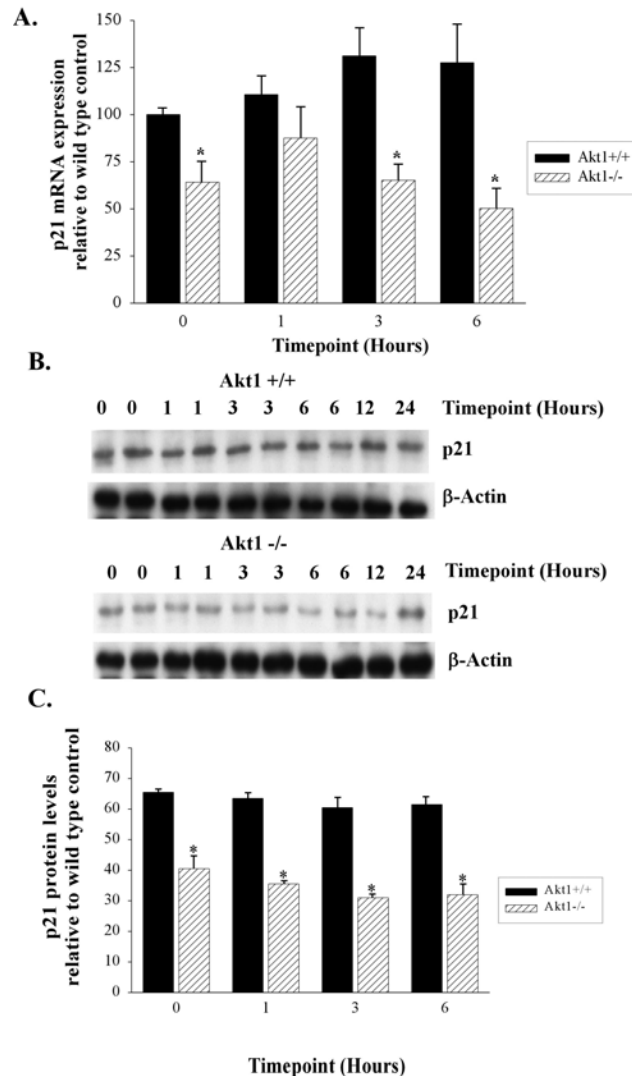 A.
p21 mRNA expression
relative to wild type control
150
125
100
75
50
25
0
*
*
*
0 1 3 6
Timepoint (Hours)
Akt1+/+
Akt1-/-
B.
Akt1 +/+
0 0 1 1 3 3 6 6 12 24 Timepoint (Hours)
p21
β-Actin
Akt1 -/-
0 0 1 1 3 3 6 6 12 24 Timepoint (Hours)
p21
β-Actin
C.
p21 protein levels
relative to wild type control
80
70
60
50
40
30
20
10
0
*
*
*
*
0 1 3 6
Timepoint (Hours)
Akt1+/+
Akt1-/-